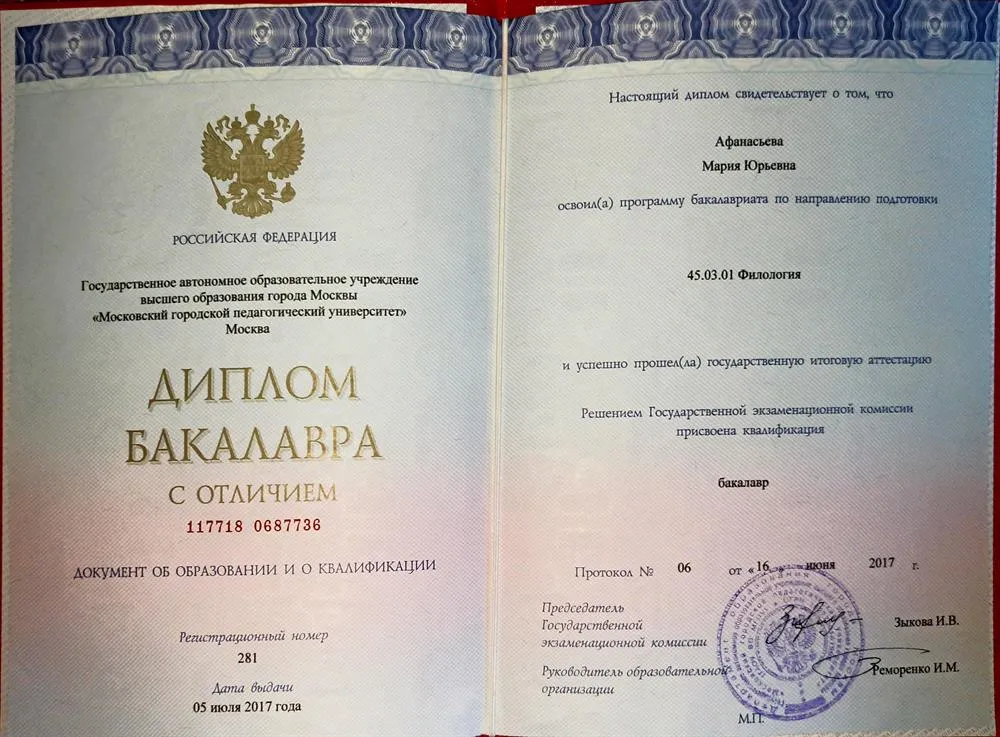 РОССИЙСКАЯ ФЕДЕРАЦИЯ
Государственное автономное образовательное учреждение
высшего образования города Москвы
«Московский городской педагогический университет»
Москва
ДИПЛОМ
БАКАЛАВРА
С ОТЛИЧИЕМ
117718 0687736
ДОКУМЕНТ ОБ ОБРАЗОВАНИИ И О КВАЛИФИКАЦИИ
Регистрационный номер
281
Дата выдачи
05 июля 2017 года
Настоящий диплом свидетельствует о том, что
Афанасьева
Мария Юрьевна
освоил(а) программу бакалавриата по направлению подготовки
45.03.01 Филология
и успешно прошел(ла) государственную итоговую аттестацию
Решением Государственной экзаменационной комиссии
присвоена квалификация
бакалавр
Протокол № 06 от «16 » июня 2017 г.
Председатель
Государственной
экзаменационной комиссии
Зыкова И.В.
Руководитель образовательной
организации
Реморенко И.М.
М.П.